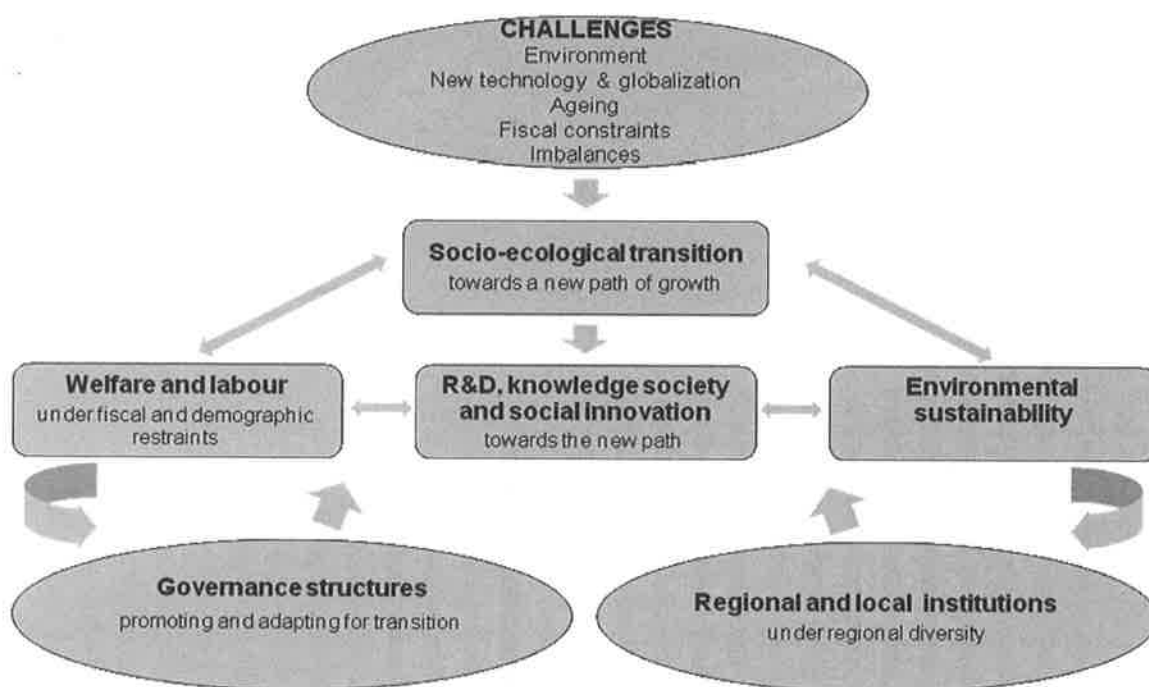 CHALLENGES
Environment
New technology & globalization
Ageing
Fiscal constraints
Imbalances
Socio-ecological transition
towards a new path of growth
Welfare and labour
under fiscal and demographic
restraints
R&D, knowledge society
and social innovation
towards the new path
Environmental
sustainability
Governance structures
promoting and adapting for transition
Regional and local institutions
under regional diversity